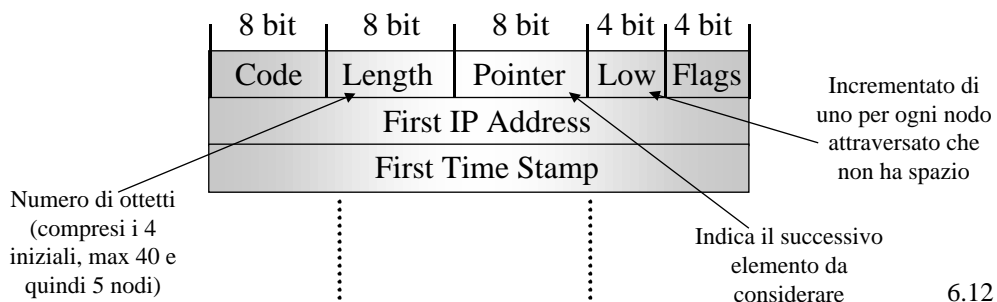 8 bit 8 bit 8 bit 4 bit 4 bit
Code Length Pointer Low Flags
First IP Address
First Time Stamp
Incrementato di
uno per ogni nodo
attraversato che
non ha spazio
Numero di ottetti
(compresi i 4
iniziali, max 40 e
quindi 5 nodi)
Indica il successivo
elemento da
considerare
6.12